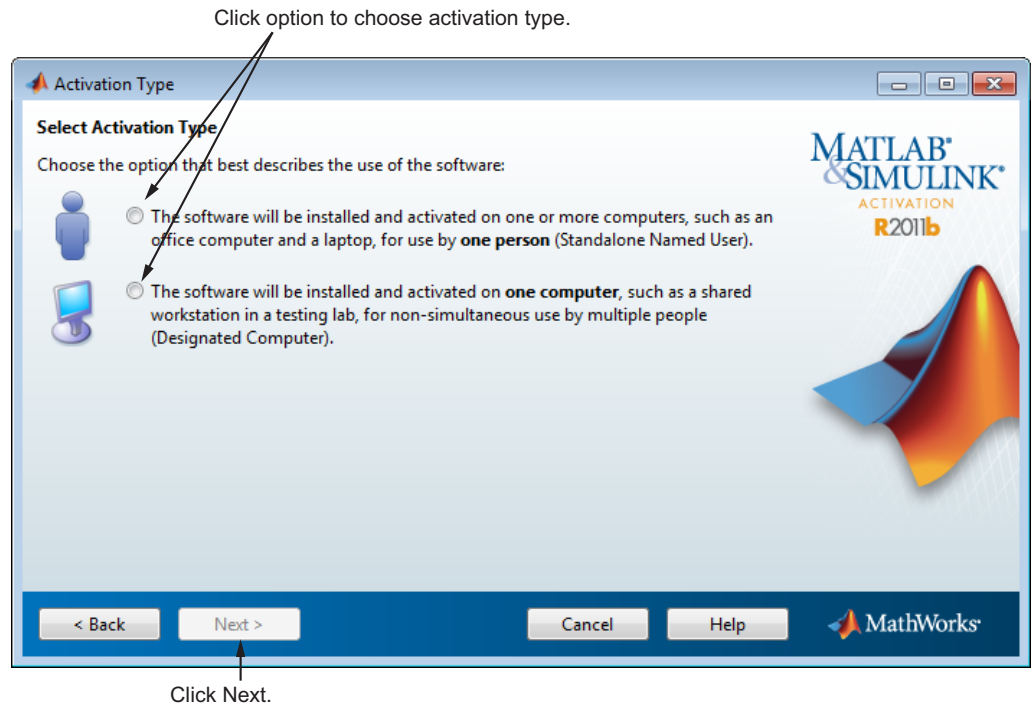 Click option to choose activation type.
Activation Type
Select Activation Type
Choose the option that best describes the use of the software:
The software will be installed and activated on one or more computers, such as an
office computer and a laptop, for use by one person (Standalone Named User).
The software will be installed and activated on one computer, such as a shared
workstation in a testing lab, for non-simultaneous use by multiple people
(Designated Computer).
MATLAB®
&SIMULINK®
ACTIVATION
R2011b
< Back
Next >
Cancel
Help
MathWorks®
Click Next.